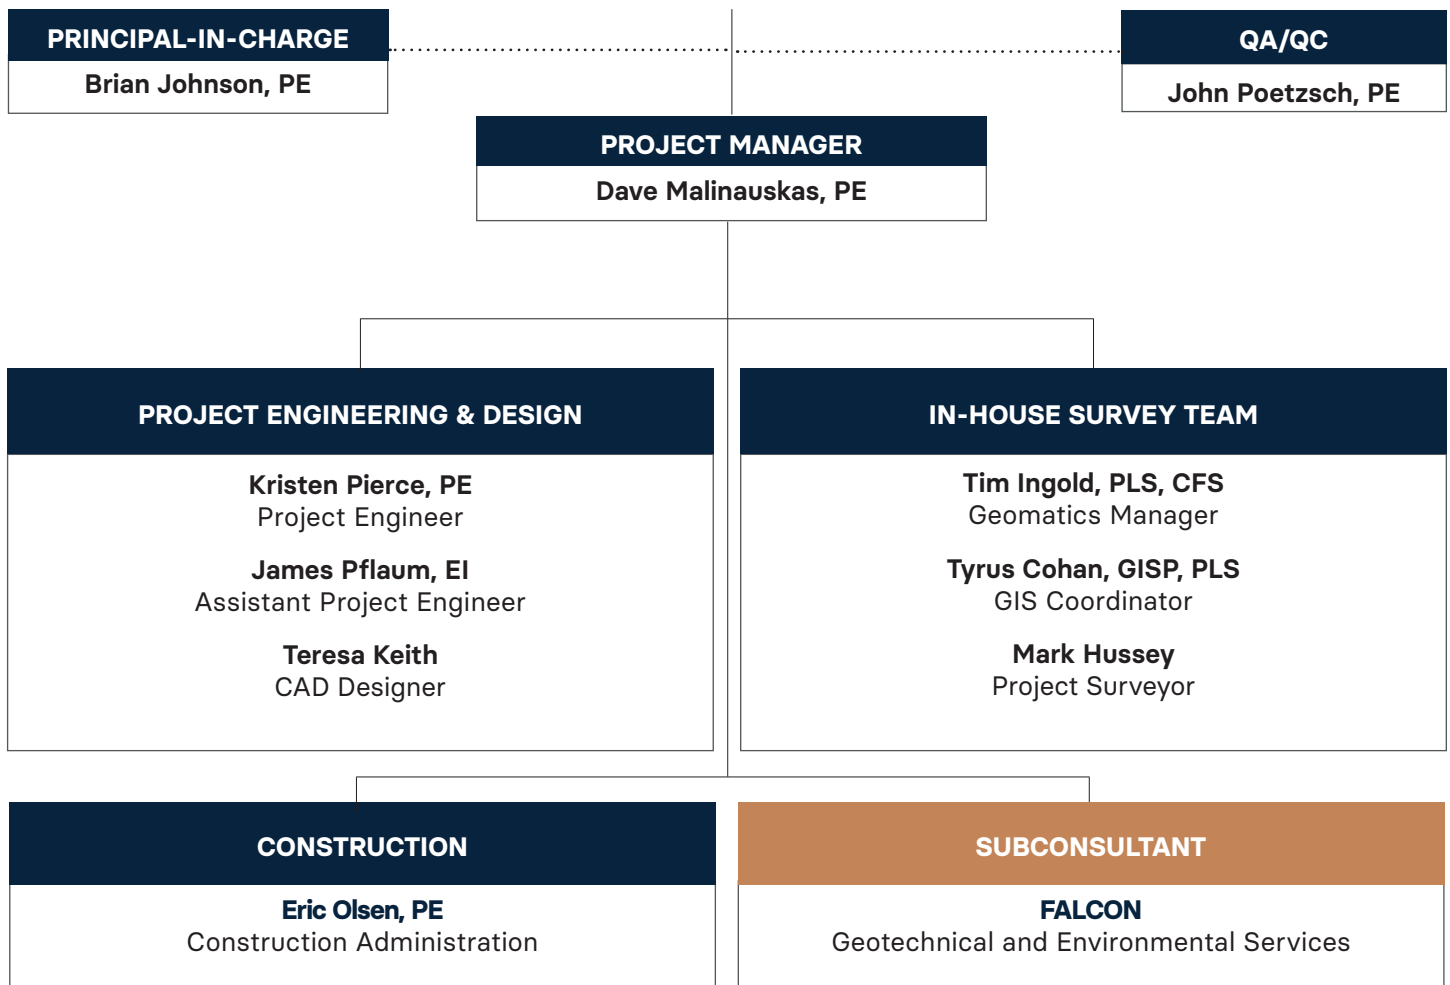 PRINCIPAL-IN-CHARGE
Brian Johnson, PE
QA/QC
John Poetzsch, PE
PROJECT MANAGER
Dave Malinauskas, PE
PROJECT ENGINEERING & DESIGN
Kristen Pierce, PE
Project Engineer
James Pflaum, EI
Assistant Project Engineer
Teresa Keith
CAD Designer
IN-HOUSE SURVEY TEAM
Tim Ingold, PLS, CFS
Geomatics Manager
Tyrus Cohan, GISP, PLS
GIS Coordinator
Mark Hussey
Project Surveyor
CONSTRUCTION
Eric Olsen, PE
Construction Administration
SUBCONSULTANT
FALCON
Geotechnical and Environmental Services